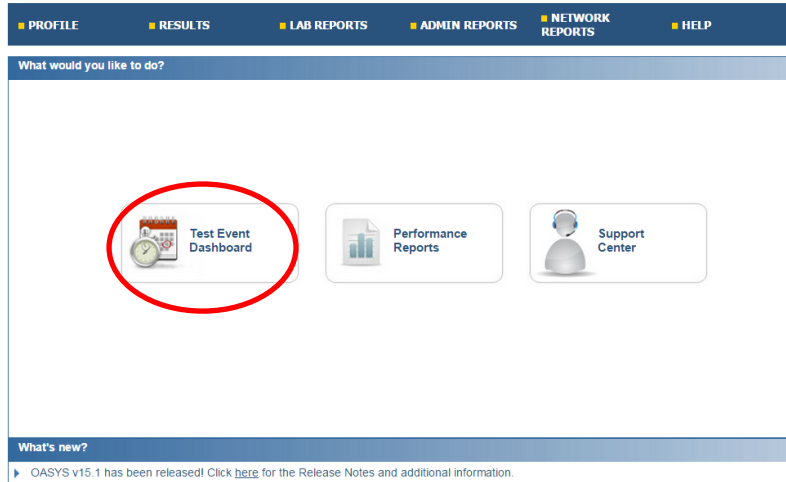 PROFILE RESULTS LAB REPORTS ADMIN REPORTS NETWORK REPORTS HELP
What would you like to do?
Test Event Dashboard
Performance Reports
Support Center
What's new?
OASYS v15.1 has been released! Click here for the Release Notes and additional information.